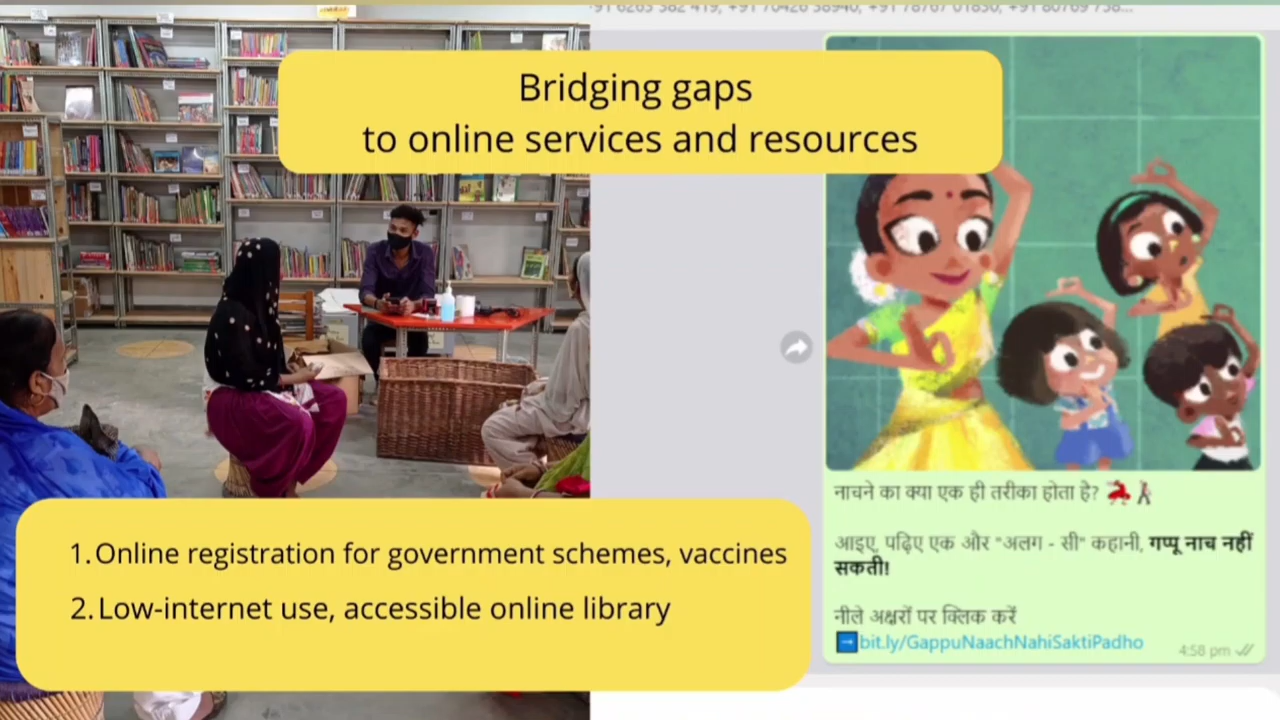 Bridging gaps
to online services and resources
1. Online registration for government schemes, vaccines
2. Low-internet use, accessible online library
नाचने का क्या एक ही तरीका होता है?
आइए, पढ़िए एक और "अलग - सी" कहानी, गप्पू नाच नहीं
सकती!
नीले अक्षरों पर क्लिक करें
bit.ly/GappuNaachNahiSaktiPadho
4:58 pm